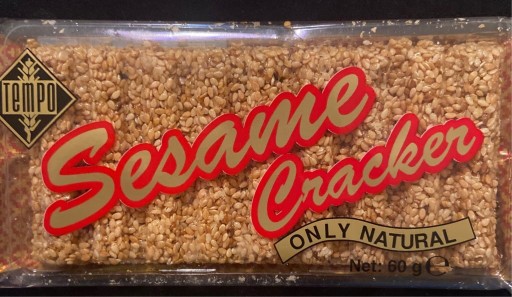 TEMPO
Sesame
Cracker
ONLY NATURAL
Net: 60 g ℮